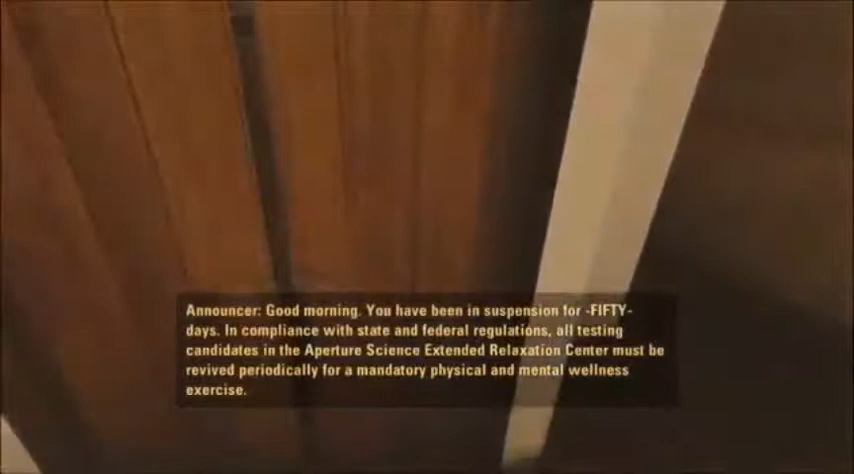 Announcer: Good morning. You have been in suspension for -FIFTY-
days. In compliance with state and federal regulations, all testing
candidates in the Aperture Science Extended Relaxation Center must be
revived periodically for a mandatory physical and mental wellness
exercise.